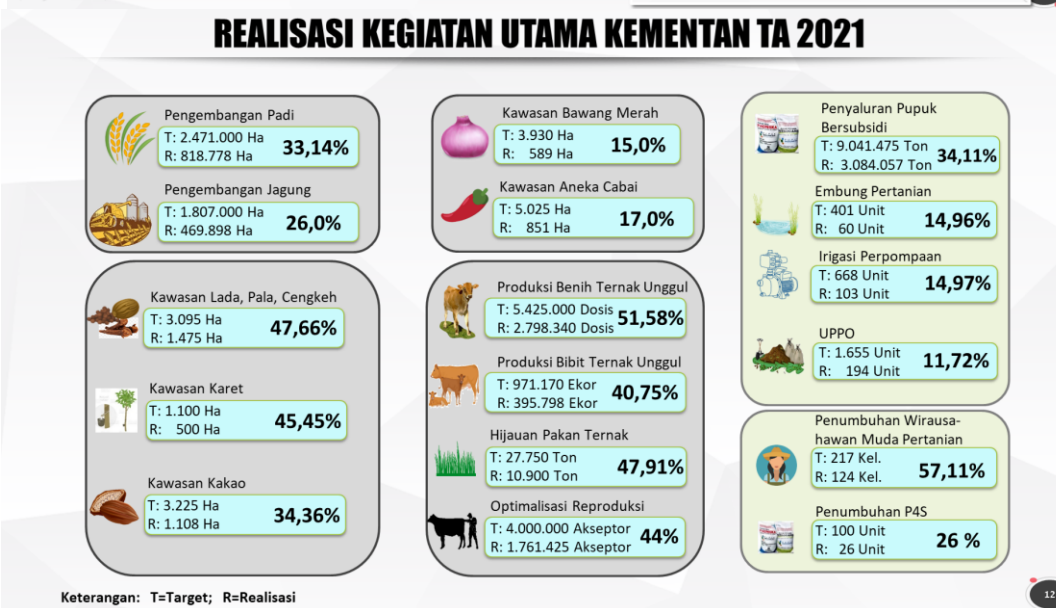 REALISASI KEGIATAN UTAMA KEMENTAN TA 2021
Pengembangan Padi
T: 2.471.000 Ha
R: 818.778 Ha
33,14%
Pengembangan Jagung
T: 1.807.000 Ha
R: 469.898 Ha
26,0%
Kawasan Lada, Pala, Cengkeh
T: 3.095 Ha
R: 1.475 Ha
47,66%
Kawasan Karet
T: 1.100 Ha
R: 500 Ha
45,45%
Kawasan Kakao
T: 3.225 Ha
R: 1.108 Ha
34,36%
Kawasan Bawang Merah
T: 3.930 Ha
R: 589 Ha
15,0%
Kawasan Aneka Cabai
T: 5.025 Ha
R: 851 Ha
17,0%
Produksi Benih Ternak Unggul
T: 5.425.000 Dosis
R: 2.798.340 Dosis
51,58%
Produksi Bibit Ternak Unggul
T: 971.170 Ekor
R: 395.798 Ekor
40,75%
Hijauan Pakan Ternak
T: 27.750 Ton
R: 10.900 Ton
47,91%
Optimalisasi Reproduksi
T: 4.000.000 Akseptor
R: 1.761.425 Akseptor
44%
Penyaluran Pupuk
Bersubsidi
T: 9.041.475 Ton
R: 3.084.057 Ton
34,11%
Embung Pertanian
T: 401 Unit
R: 60 Unit
14,96%
Irigasi Perpompaan
T: 668 Unit
R: 103 Unit
14,97%
UPPO
T: 1.655 Unit
R: 194 Unit
11,72%
Penumbuhan Wirausa-
hawan Muda Pertanian
T: 217 Kel.
R: 124 Kel.
57,11%
Penumbuhan P4S
T: 100 Unit
R: 26 Unit
26 %
Keterangan: T=Target; R=Realisasi
12